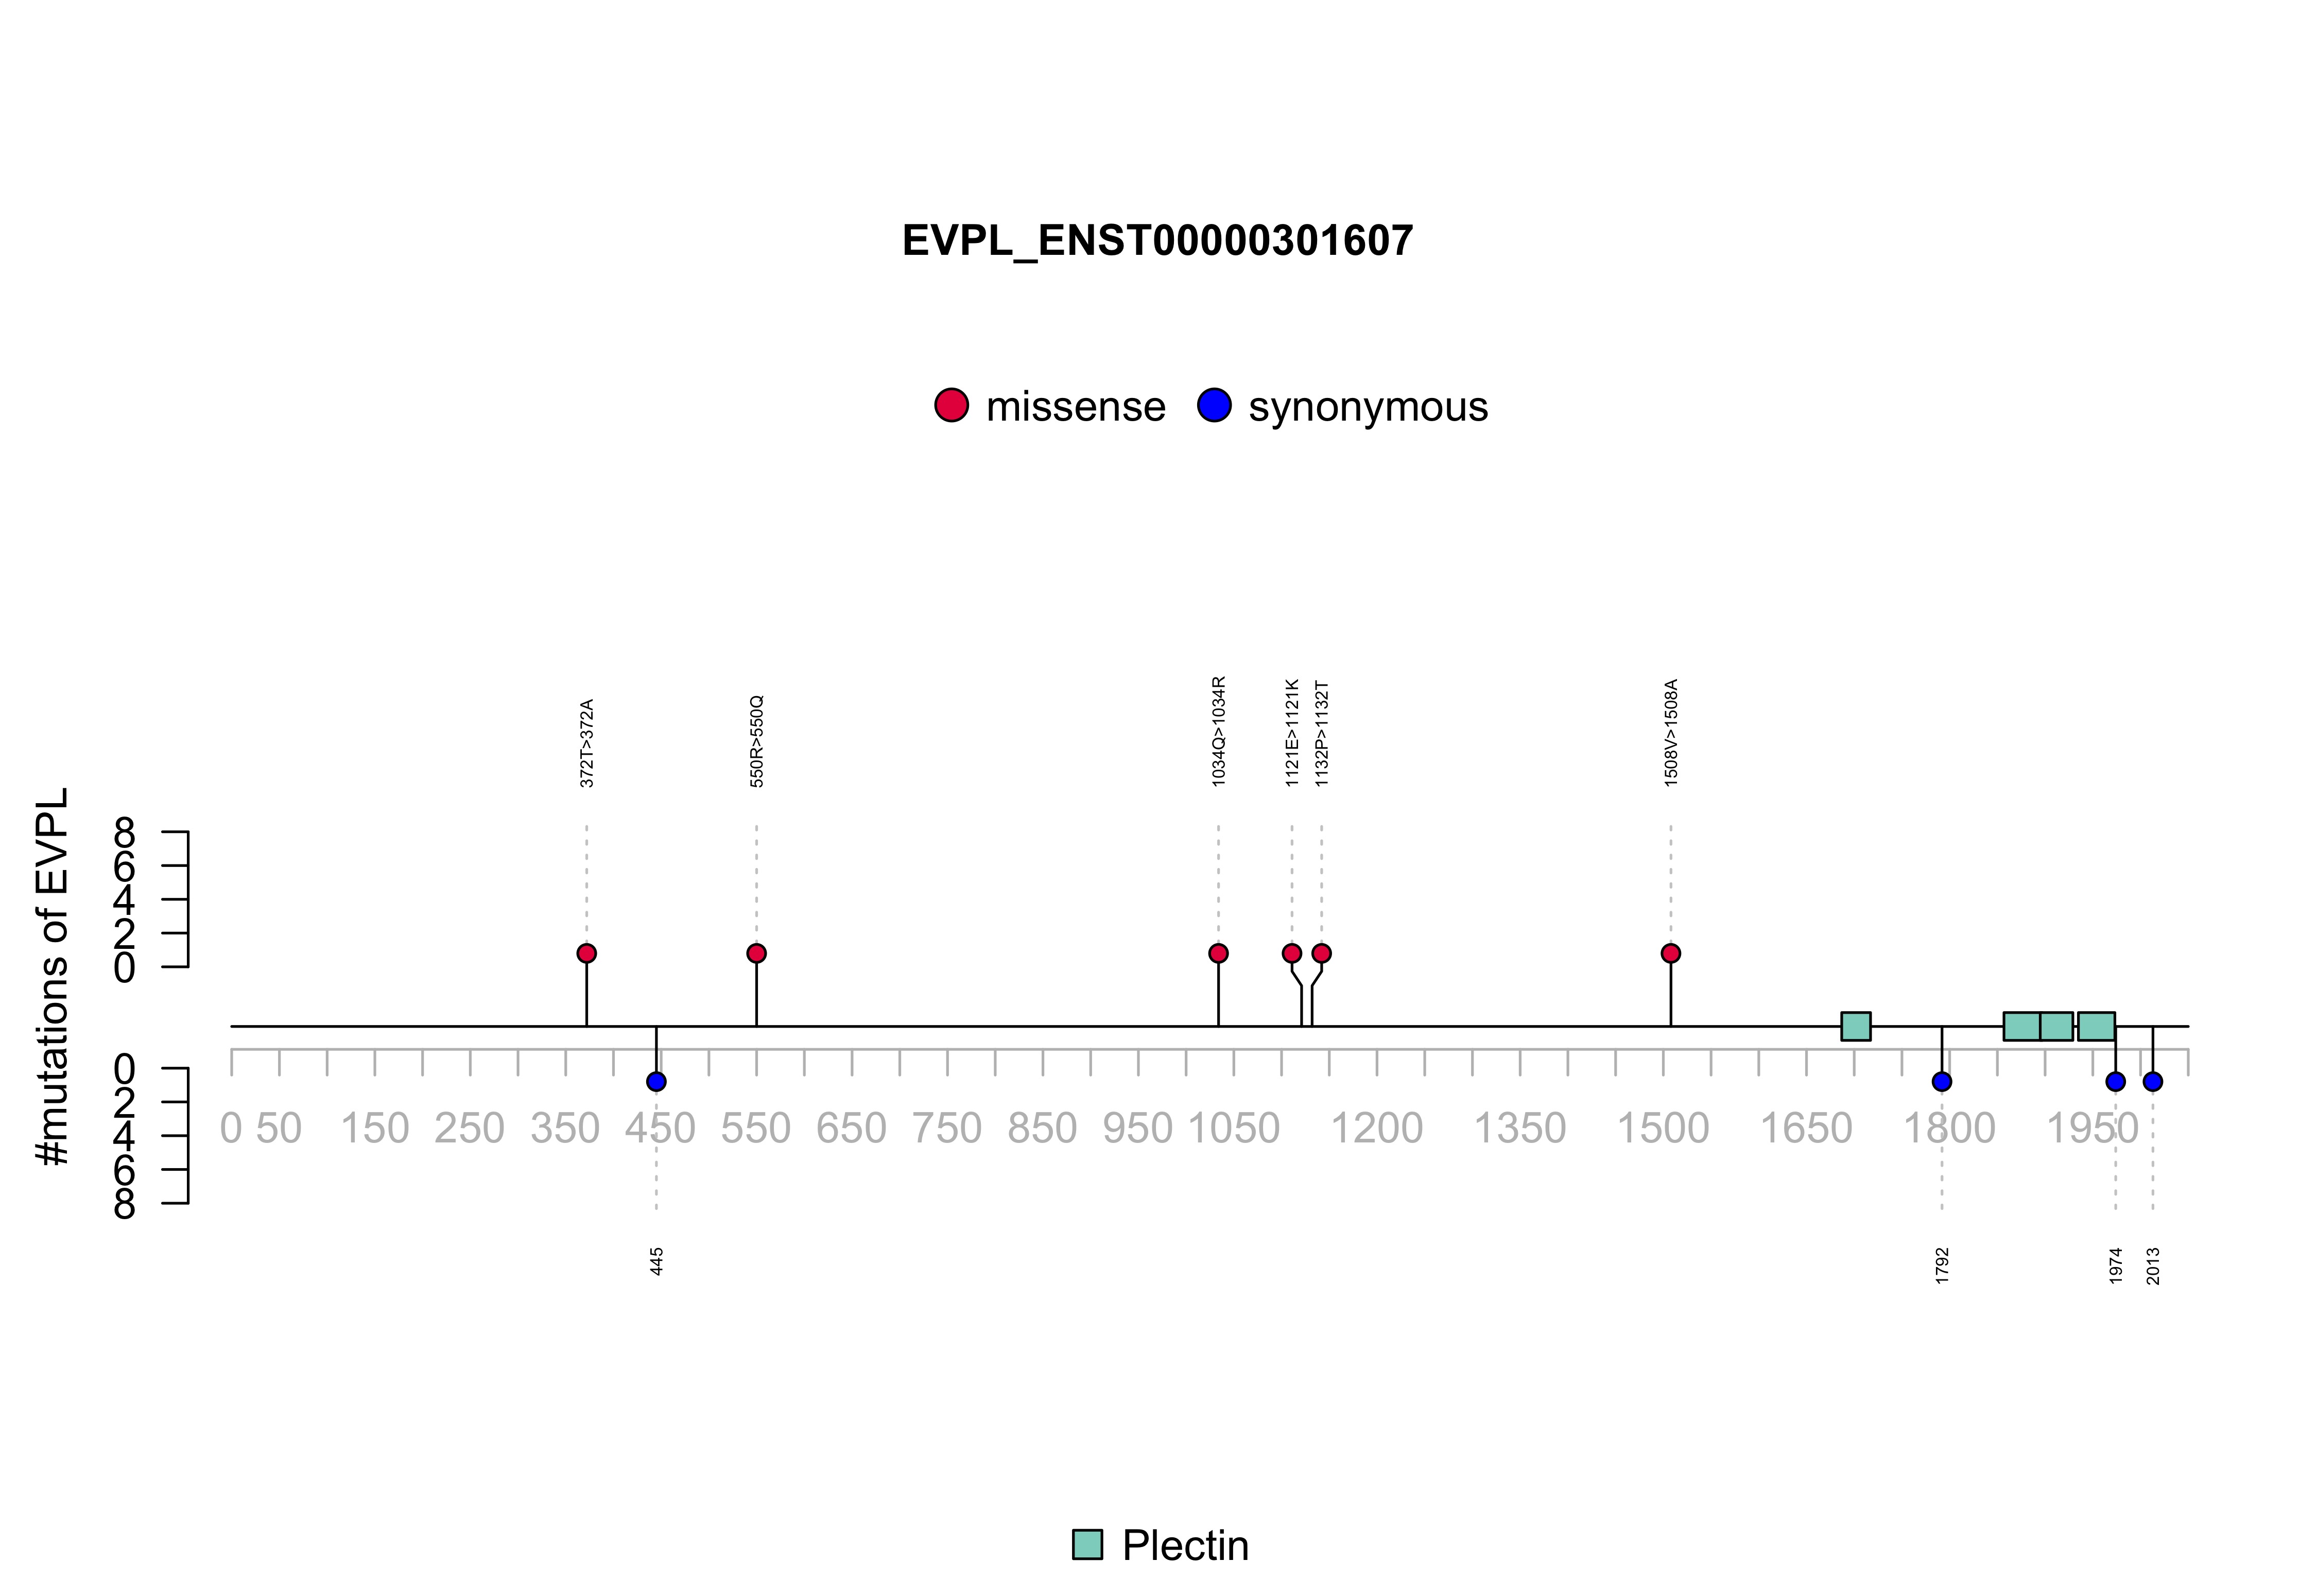 EVPL_ENST00000301607
missense synonymous
372T>372A
550R>550Q
1034Q>1034R
1121E>1121K
1132P>1132T
1508V>1508A
#mutations of EVPL
8
6
4
2
0
0
2
4
6
8
0 50 150 250 350 450 550 650 750 850 950 1050 1200 1350 1500 1650 1800 1950
445
1792
1974
2013
Plectin